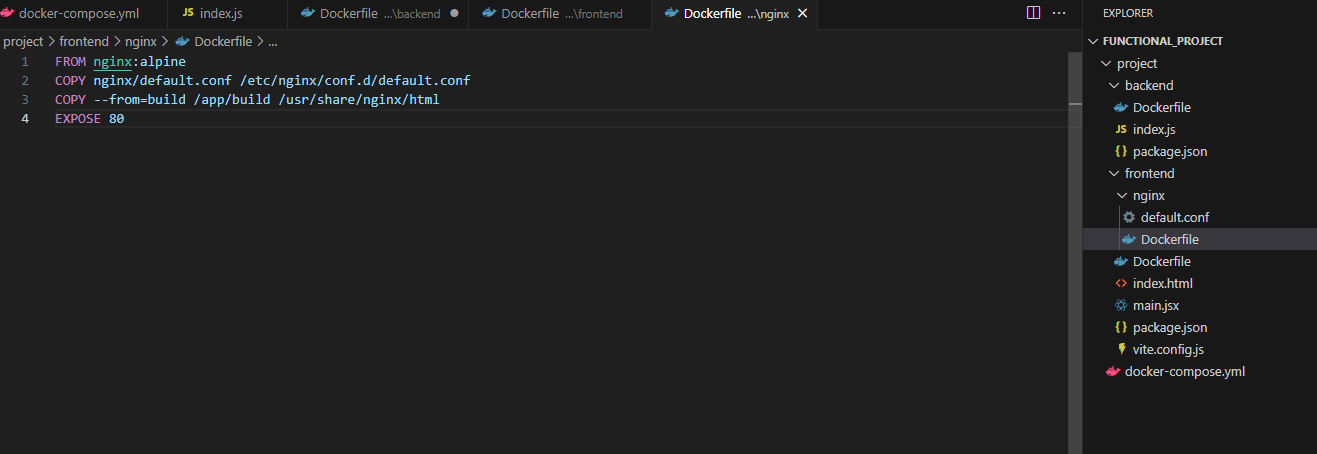 docker-compose.yml
JS index.js
Dockerfile ...\backend
Dockerfile ...\frontend
Dockerfile ...\nginx
project > frontend > nginx > Dockerfile > ...
1 FROM nginx:alpine
2 COPY nginx/default.conf /etc/nginx/conf.d/default.conf
3 COPY --from=build /app/build /usr/share/nginx/html
4 EXPOSE 80
EXPLORER
FUNCTIONAL_PROJECT
project
backend
Dockerfile
JS index.js
{} package.json
frontend
nginx
default.conf
Dockerfile
Dockerfile
<> index.html
main.jsx
{} package.json
vite.config.js
docker-compose.yml